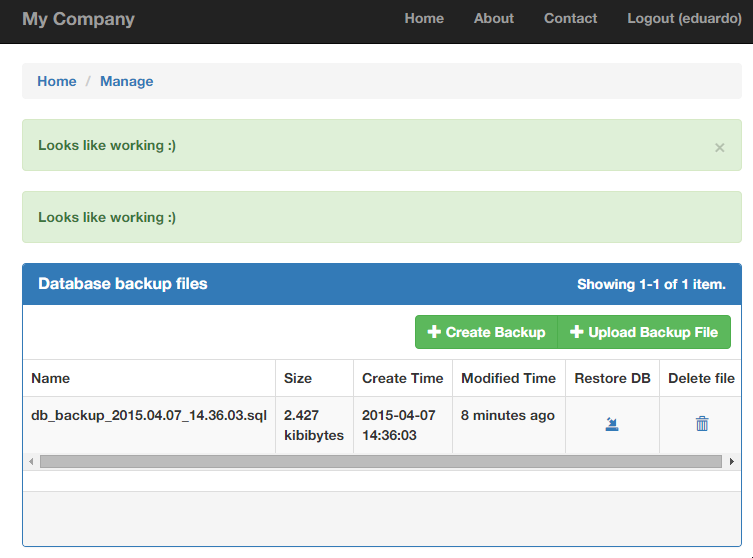 My Company Home About Contact Logout (eduardo)
Home / Manage
Looks like working :) ×
Looks like working :)
Database backup files Showing 1-1 of 1 item.
Create Backup Upload Backup File
Name Size Create Time Modified Time Restore DB Delete file
db_backup_2015.04.07_14.36.03.sql 2.427 2015-04-07 8 minutes ago
kibibytes 14:36:03